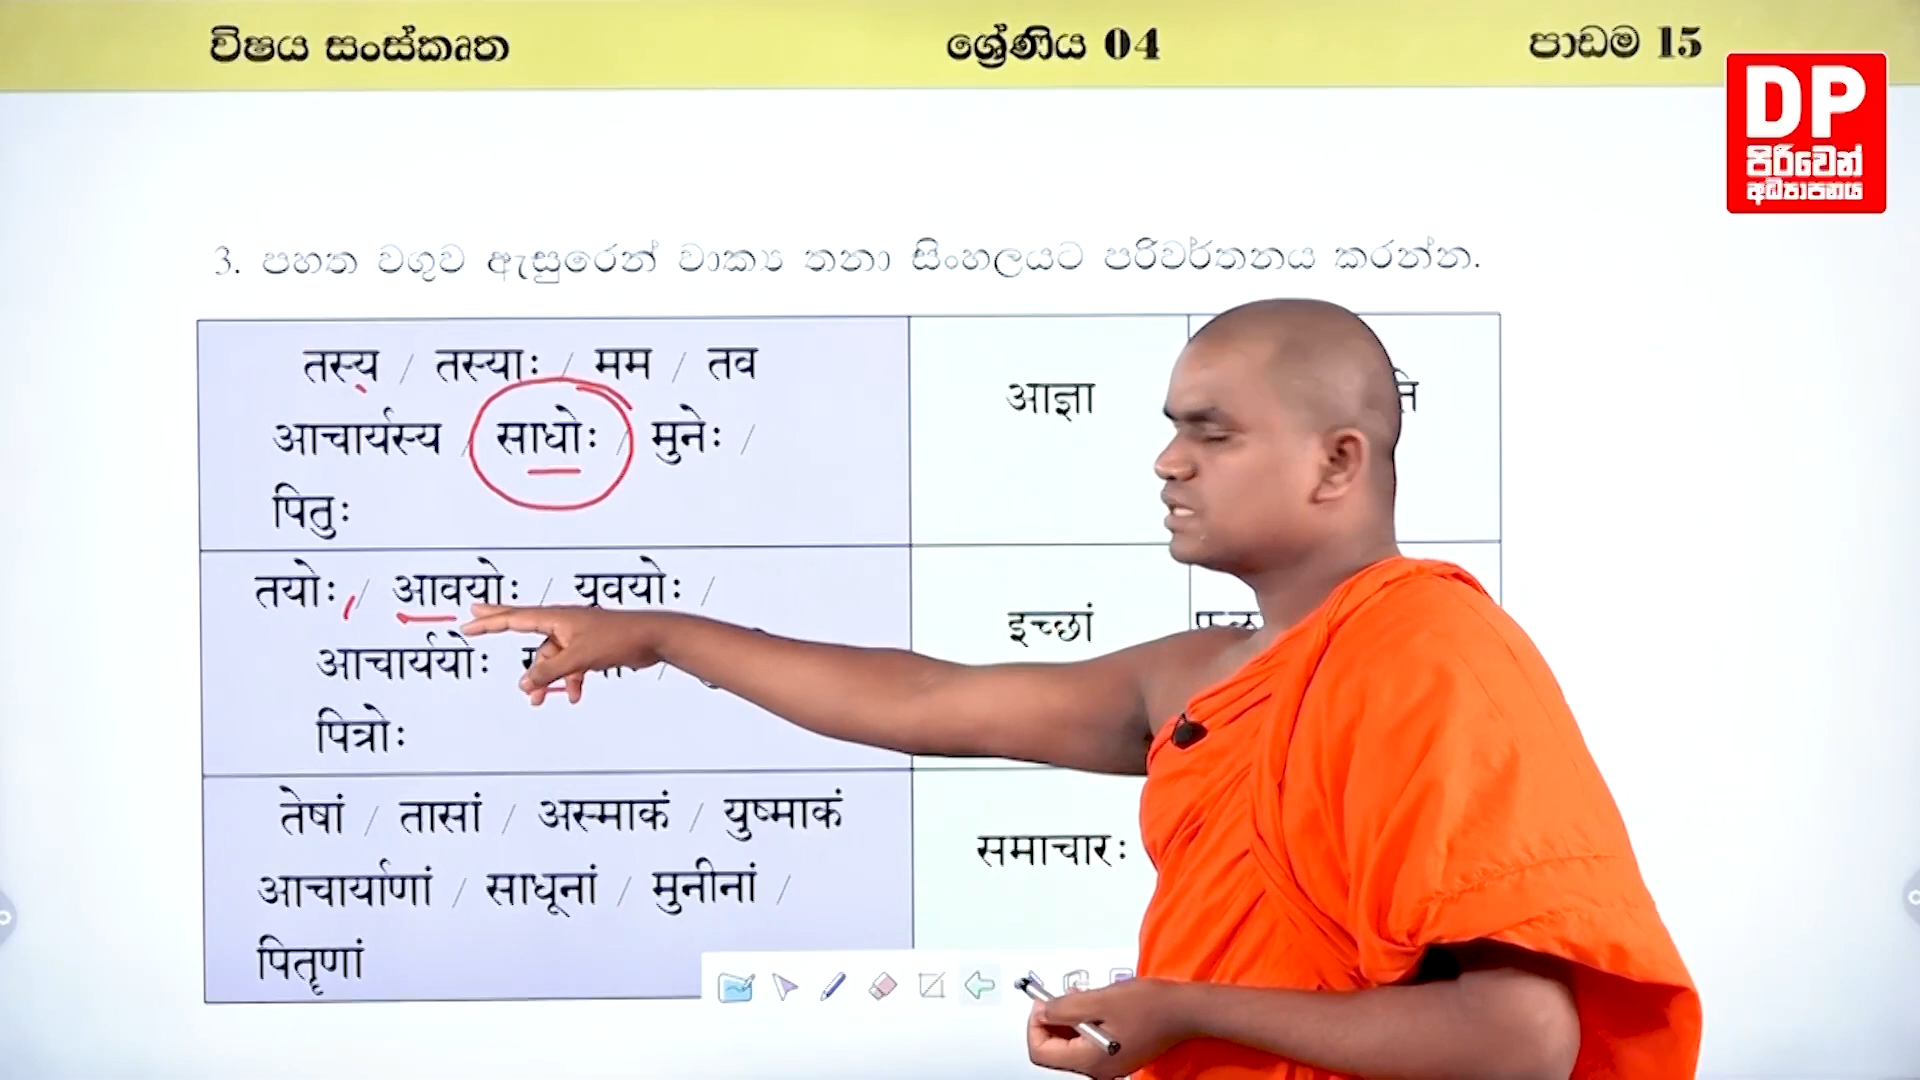 විෂය සංස්කෘත ශ්‍රේණිය 04 පාඩම 15
DP
පිරිවෙන්
අධ්‍යාපනය
3. පහත වගුව ඇසුරෙන් වාක්‍ය තනා සිංහලයට පරිවර්තනය කරන්න.
तस्य / तस्याः / मम / तव
आचार्यस्य / साधोः / मुनेः /
पितुः
आज्ञा
तयोः / आवयोः / युवयोः /
आचार्ययोः
पित्रोः
इच्छां
तेषां / तासां / अस्माकं / युष्माकं
आचार्याणां / साधूनां / मुनीनां /
पितॄणां
समाचारः